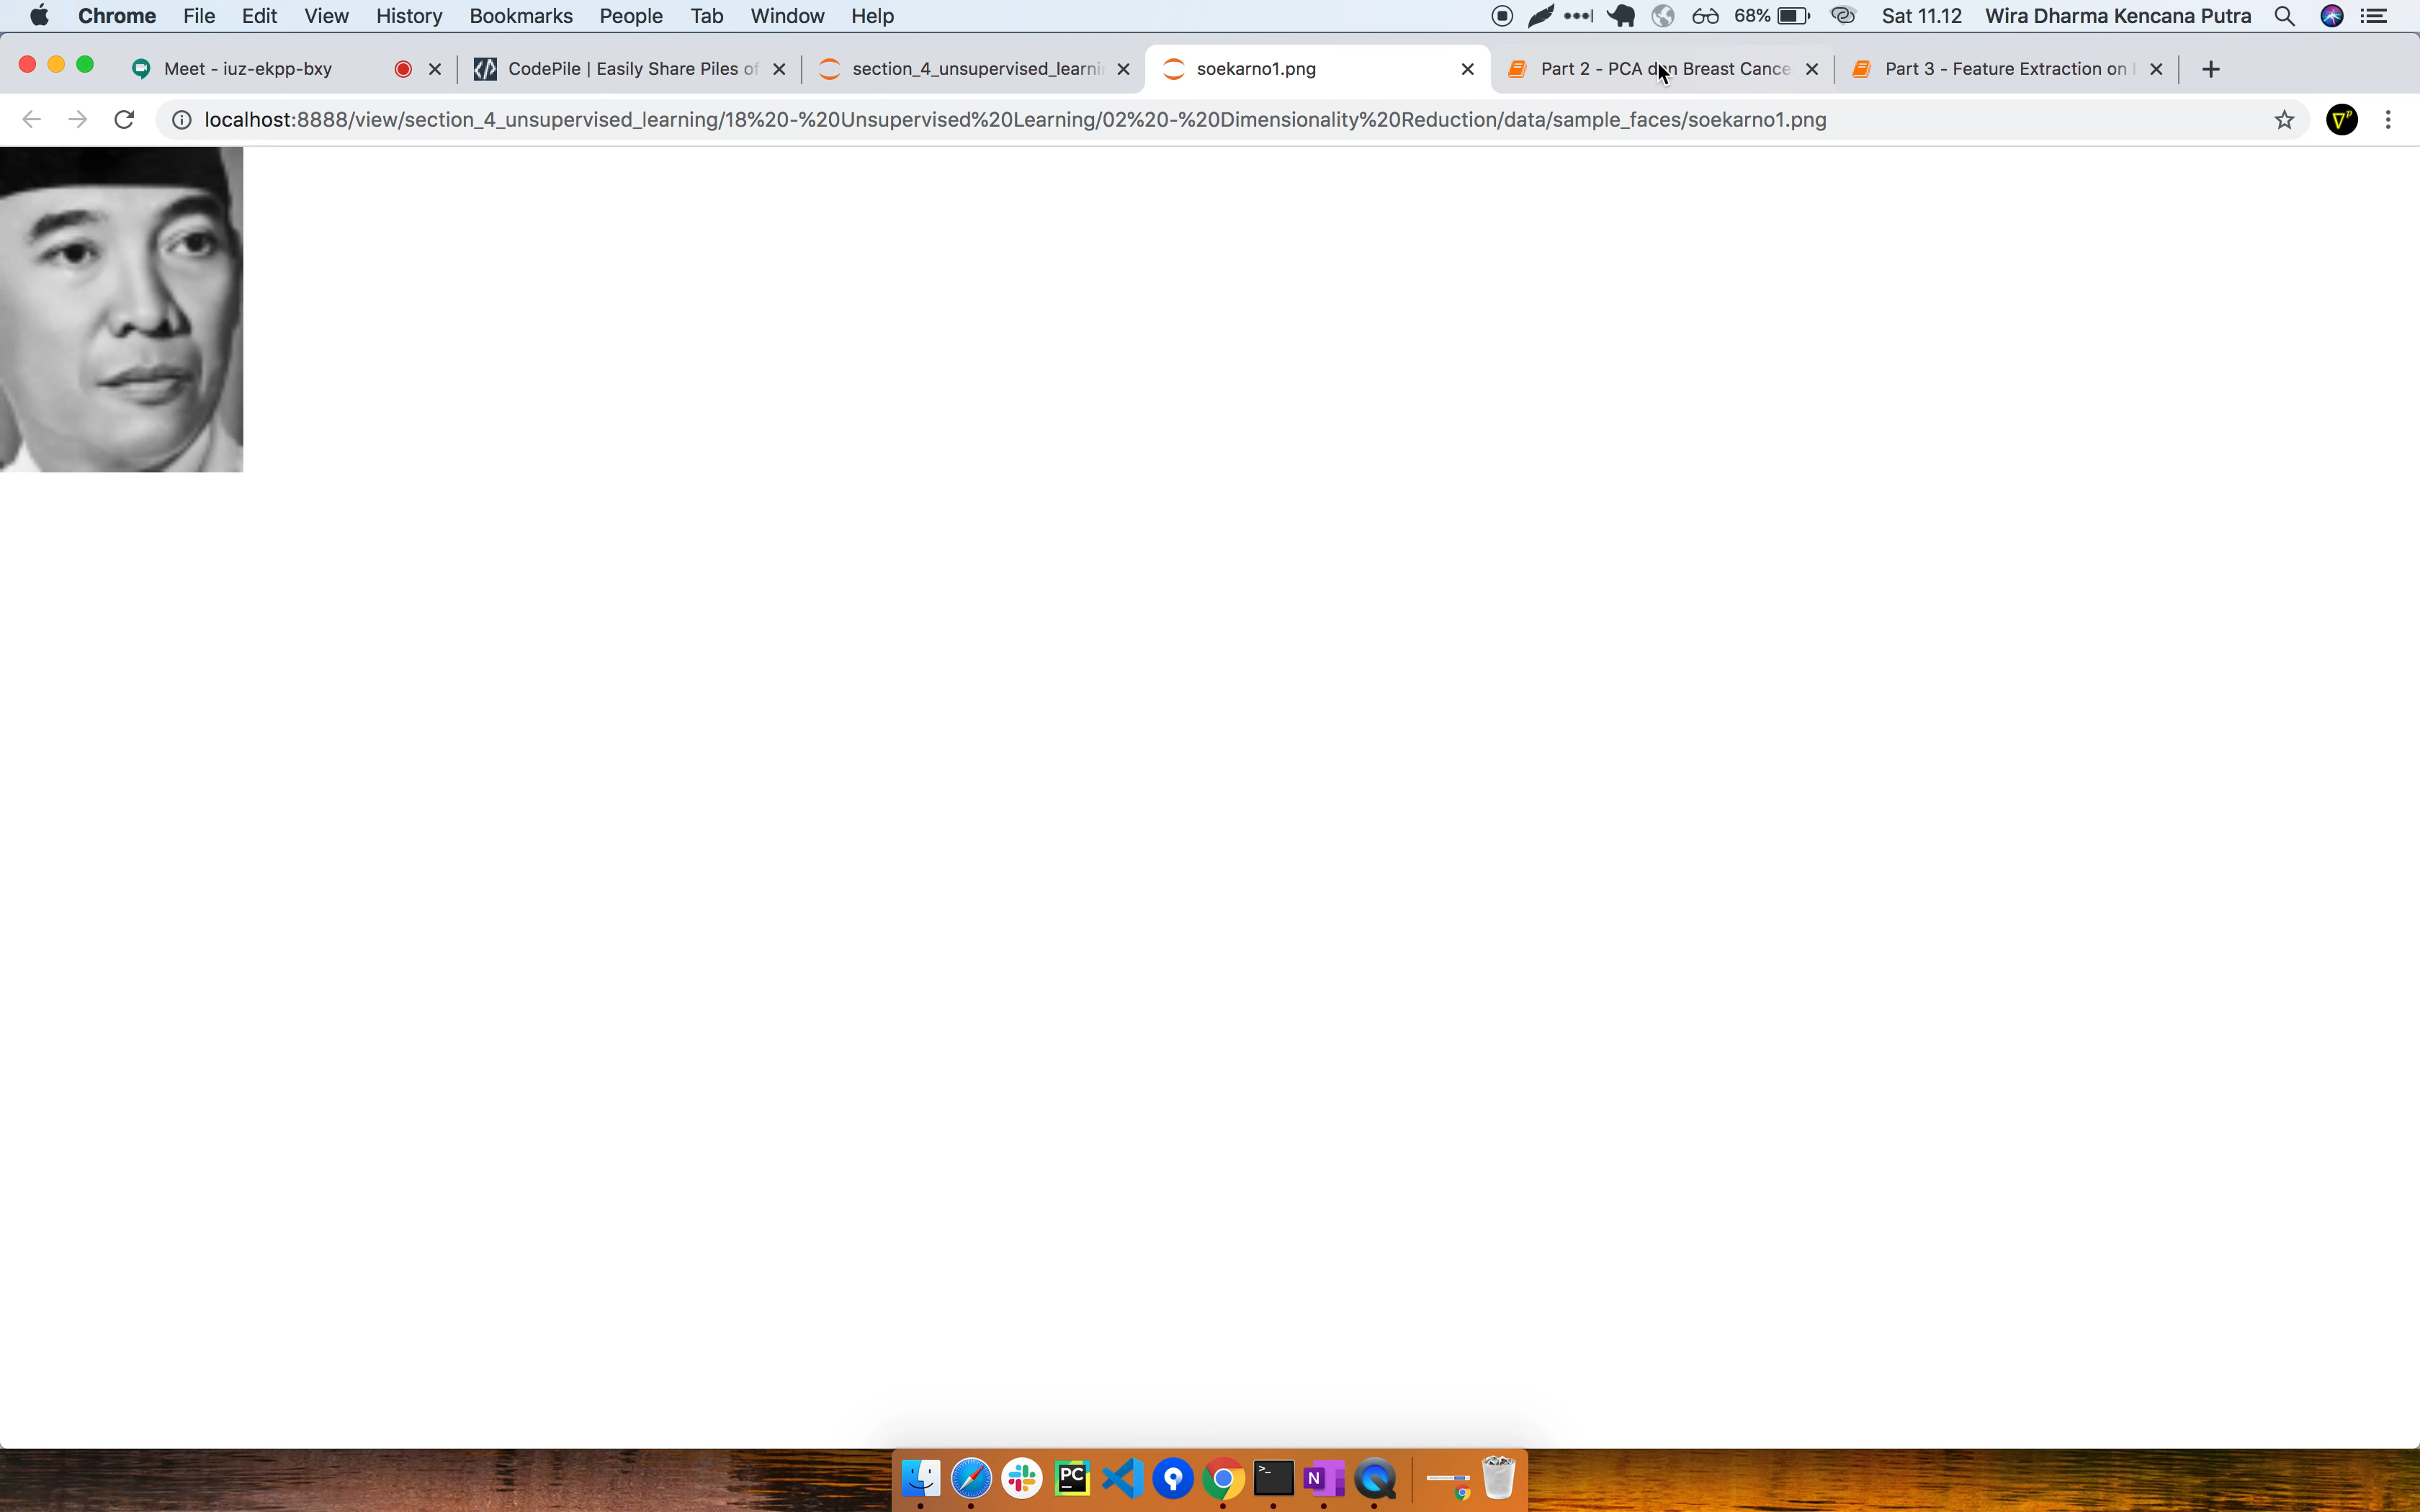 Chrome File Edit View History Bookmarks People Tab Window Help 68% Sat 11.12 Wira Dharma Kencana Putra
Meet - iuz-ekpp-bxy CodePile | Easily Share Piles of section_4_unsupervised_learni soekarno1.png Part 2 - PCA dan Breast Cance Part 3 - Feature Extraction on
localhost:8888/view/section_4_unsupervised_learning/18%20-%20Unsupervised%20Learning/02%20-%20Dimensionality%20Reduction/data/sample_faces/soekarno1.png
PC
N